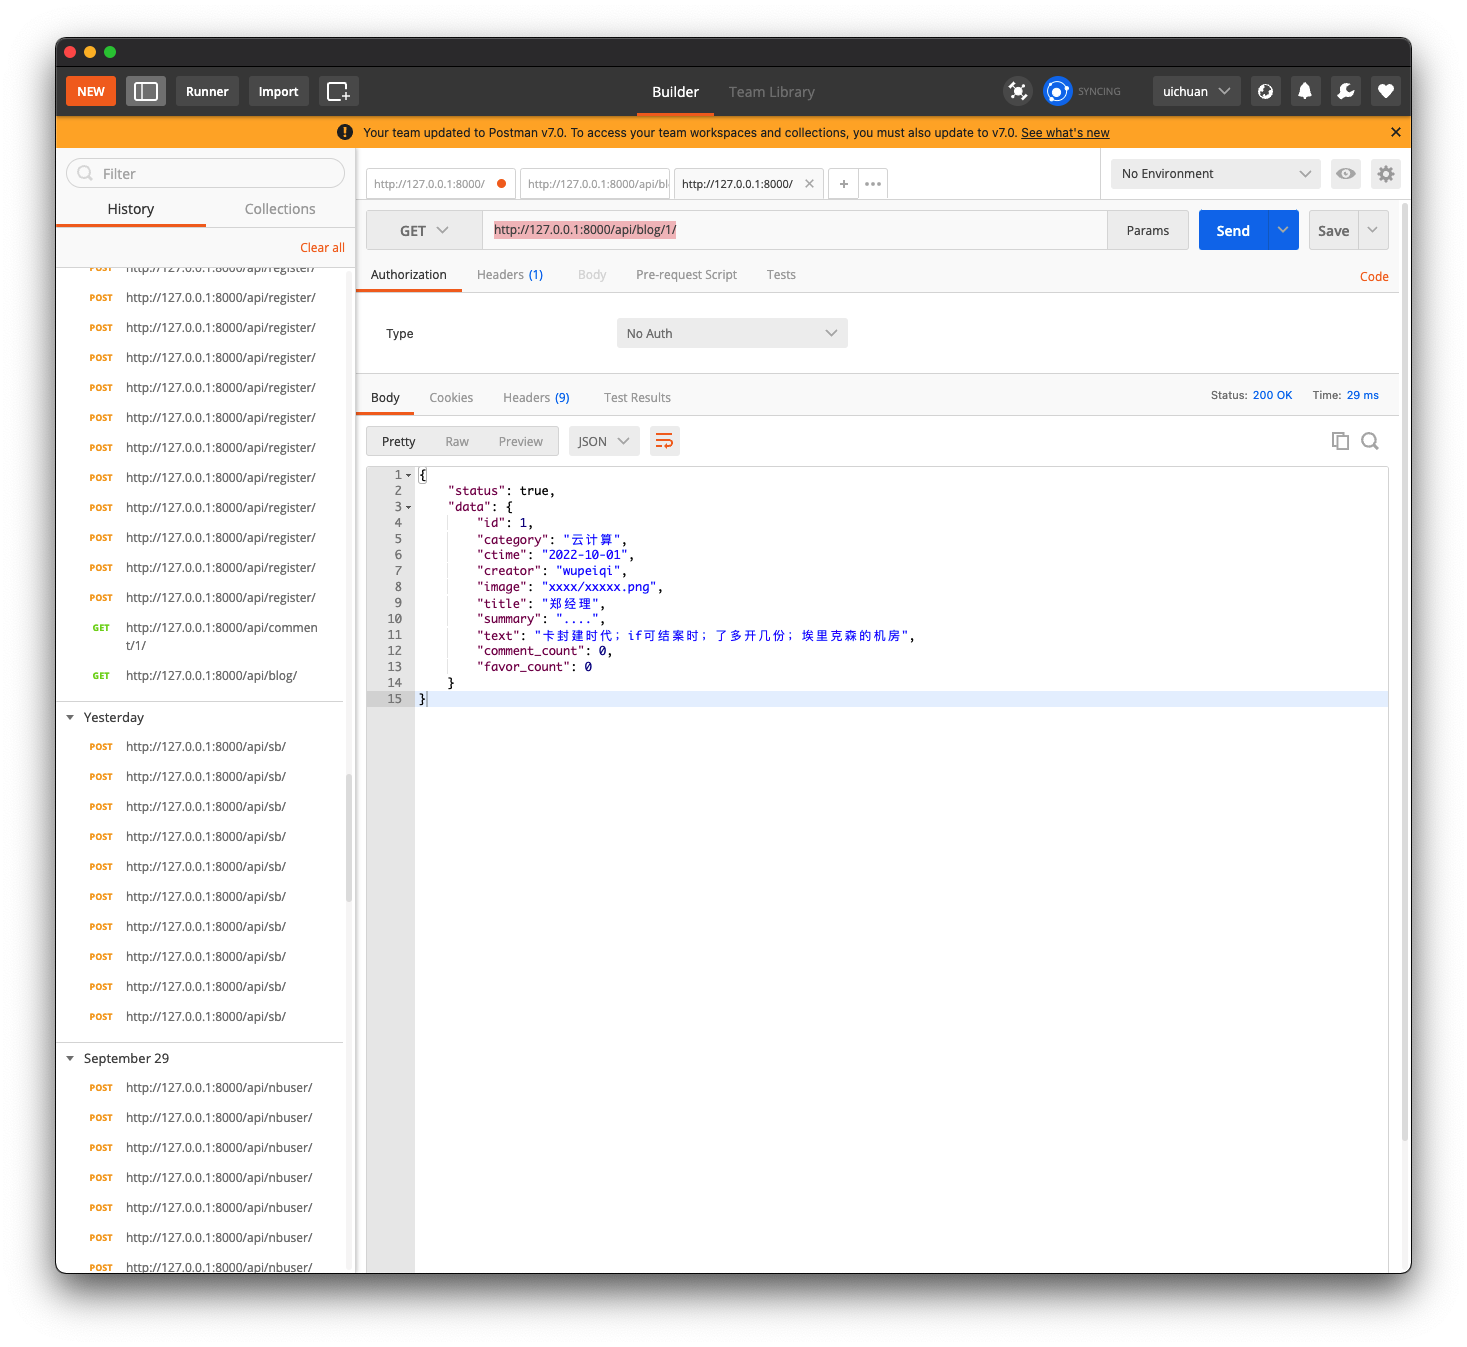 NEW
Runner
Import
Builder
Team Library
SYNCING
uichuan
Your team updated to Postman v7.0. To access your team workspaces and collections, you must also update to v7.0. See what's new
Filter
History
Collections
Clear all
POST http://127.0.0.1:8000/api/register/
POST http://127.0.0.1:8000/api/register/
POST http://127.0.0.1:8000/api/register/
POST http://127.0.0.1:8000/api/register/
POST http://127.0.0.1:8000/api/register/
POST http://127.0.0.1:8000/api/register/
POST http://127.0.0.1:8000/api/register/
POST http://127.0.0.1:8000/api/register/
POST http://127.0.0.1:8000/api/register/
POST http://127.0.0.1:8000/api/register/
POST http://127.0.0.1:8000/api/register/
POST http://127.0.0.1:8000/api/register/
GET http://127.0.0.1:8000/api/commen
t/1/
GET http://127.0.0.1:8000/api/blog/
Yesterday
POST http://127.0.0.1:8000/api/sb/
POST http://127.0.0.1:8000/api/sb/
POST http://127.0.0.1:8000/api/sb/
POST http://127.0.0.1:8000/api/sb/
POST http://127.0.0.1:8000/api/sb/
POST http://127.0.0.1:8000/api/sb/
POST http://127.0.0.1:8000/api/sb/
POST http://127.0.0.1:8000/api/sb/
POST http://127.0.0.1:8000/api/sb/
POST http://127.0.0.1:8000/api/sb/
September 29
POST http://127.0.0.1:8000/api/nbuser/
POST http://127.0.0.1:8000/api/nbuser/
POST http://127.0.0.1:8000/api/nbuser/
POST http://127.0.0.1:8000/api/nbuser/
POST http://127.0.0.1:8000/api/nbuser/
POST http://127.0.0.1:8000/api/nbuser/
POST http://127.0.0.1:8000/api/nbuser/
http://127.0.0.1:8000/
http://127.0.0.1:8000/api/bl
http://127.0.0.1:8000/
No Environment
GET
http://127.0.0.1:8000/api/blog/1/
Params
Send
Save
Authorization
Headers (1)
Body
Pre-request Script
Tests
Code
Type
No Auth
Body
Cookies
Headers (9)
Test Results
Status: 200 OK
Time: 29 ms
Pretty
Raw
Preview
JSON
1 {
2 "status": true,
3 "data": {
4 "id": 1,
5 "category": "云计算",
6 "ctime": "2022-10-01",
7 "creator": "wupeiqi",
8 "image": "xxxx/xxxxx.png",
9 "title": "郑经理",
10 "summary": "....",
11 "text": "卡封建时代；if可结案时；了多开几份；埃里克森的机房",
12 "comment_count": 0,
13 "favor_count": 0
14 }
15 }